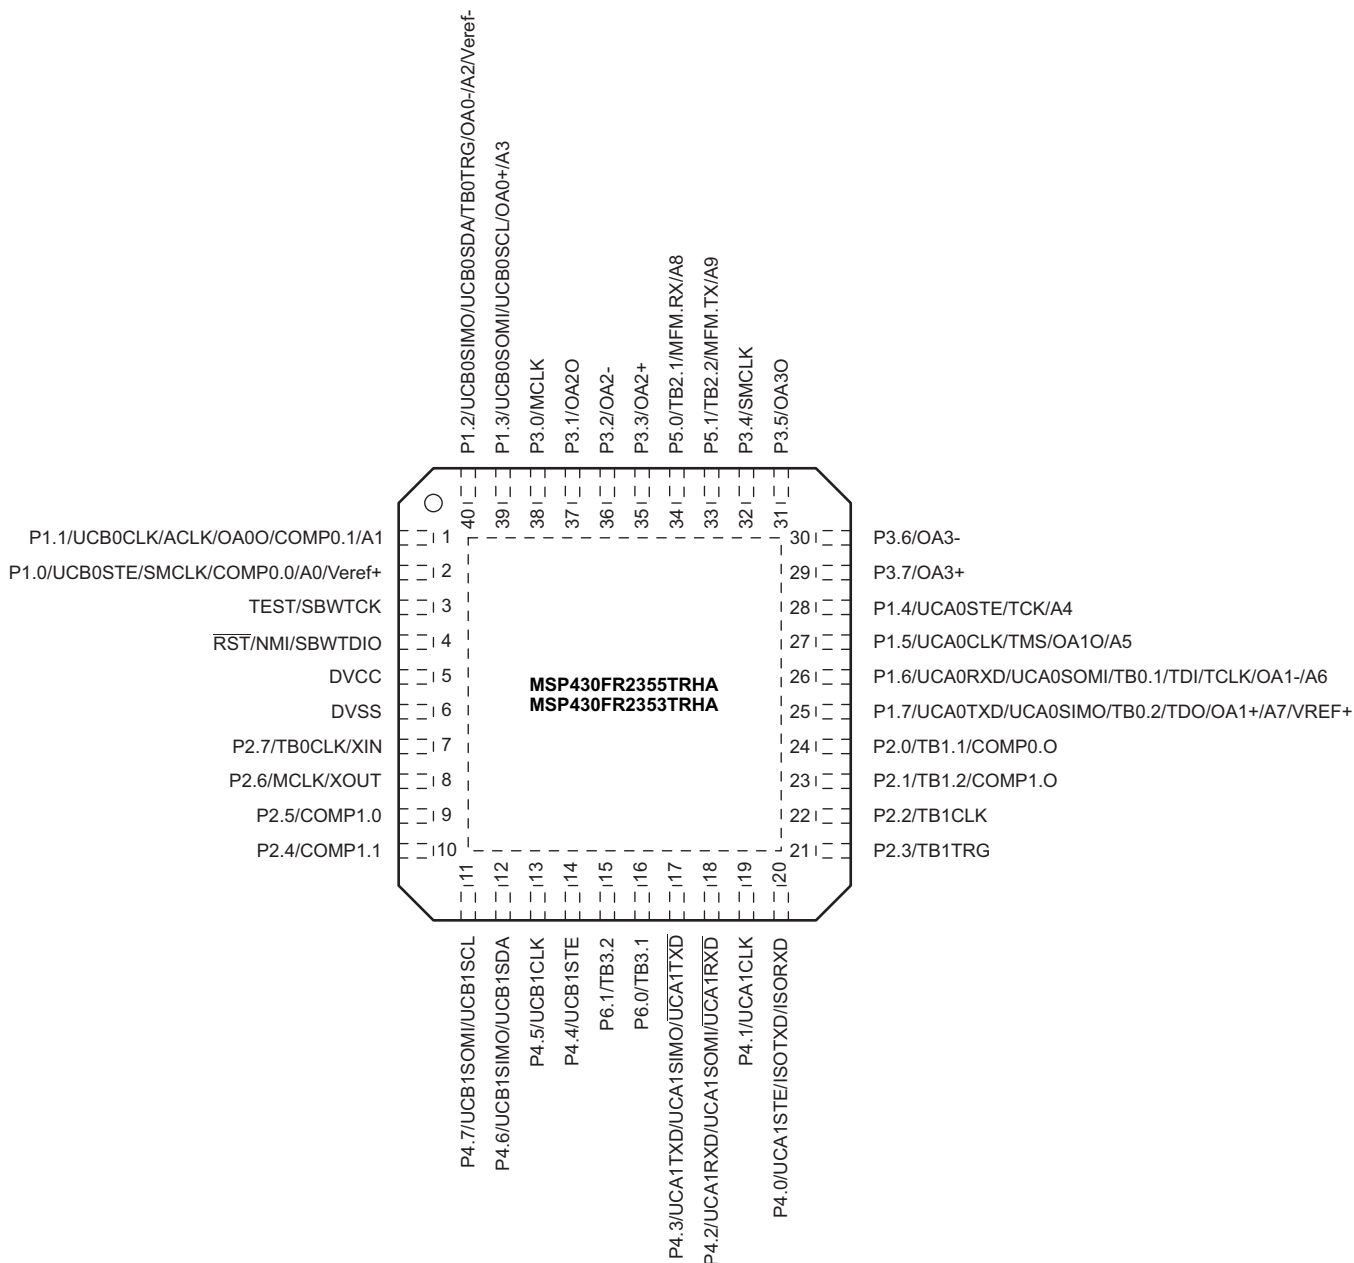 P1.2/UCB0SIMO/UCB0SDA/TB0TRG/OA0-/A2/Veref-
P1.3/UCB0SOMI/UCB0SCL/OA0+/A3
P3.0/MCLK
P3.1/OA2O
P3.2/OA2-
P3.3/OA2+
P5.0/TB2.1/MFM.RX/A8
P5.1/TB2.2/MFM.TX/A9
P3.4/SMCLK
P3.5/OA3O
40 39 38 37 36 35 34 33 32 31
P1.1/UCB0CLK/ACLK/OA0O/COMP0.1/A1 1
P1.0/UCB0STE/SMCLK/COMP0.0/A0/Veref+ 2
TEST/SBWTCK 3
R̅S̅T̅/NMI/SBWTDIO 4
DVCC 5
DVSS 6
P2.7/TB0CLK/XIN 7
P2.6/MCLK/XOUT 8
P2.5/COMP1.0 9
P2.4/COMP1.1 10
MSP430FR2355TRHA
MSP430FR2353TRHA
30 P3.6/OA3-
29 P3.7/OA3+
28 P1.4/UCA0STE/TCK/A4
27 P1.5/UCA0CLK/TMS/OA1O/A5
26 P1.6/UCA0RXD/UCA0SOMI/TB0.1/TDI/TCLK/OA1-/A6
25 P1.7/UCA0TXD/UCA0SIMO/TB0.2/TDO/OA1+/A7/VREF+
24 P2.0/TB1.1/COMP0.O
23 P2.1/TB1.2/COMP1.O
22 P2.2/TB1CLK
21 P2.3/TB1TRG
11 12 13 14 15 16 17 18 19 20
P4.7/UCB1SOMI/UCB1SCL
P4.6/UCB1SIMO/UCB1SDA
P4.5/UCB1CLK
P4.4/UCB1STE
P6.1/TB3.2
P6.0/TB3.1
P4.3/UCA1TXD/UCA1SIMO/U̅C̅A̅1̅T̅X̅D̅
P4.2/UCA1RXD/UCA1SOMI/U̅C̅A̅1̅R̅X̅D̅
P4.1/UCA1CLK
P4.0/UCA1STE/ISOTXD/ISORXD